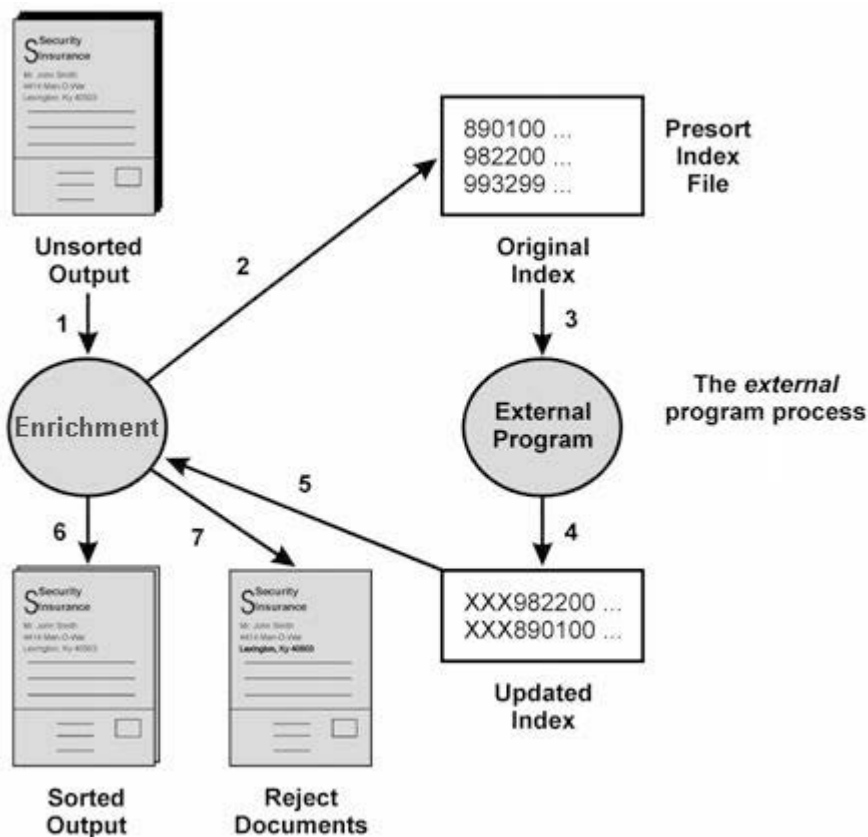 Security
Insurance
Mr. John Smith
4414 Man-O-War
Lexington, Ky 40503
Unsorted
Output
1
2
890100 ...
982200 ...
993299 ...
Presort
Index
File
Original
Index
3
Enrichment
External
Program
The external
program process
5
4
6
7
Security
Insurance
Mr. John Smith
4414 Man-O-War
Lexington, Ky 40503
Security
Insurance
Mr. John Smith
4414 Man-O-War
Lexington, Ky 40503
XXX982200 ...
XXX890100 ...
Updated
Index
Sorted
Output
Reject
Documents